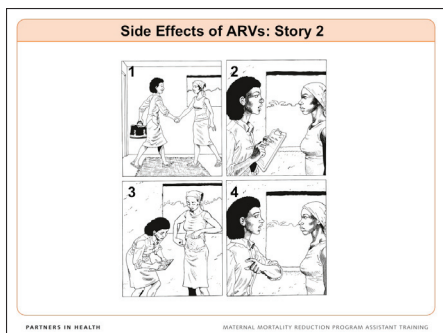 Side Effects of ARVs: Story 2
1
2
3
4
PARTNERS IN HEALTH
MATERNAL MORTALITY REDUCTION PROGRAM ASSISTANT TRAINING